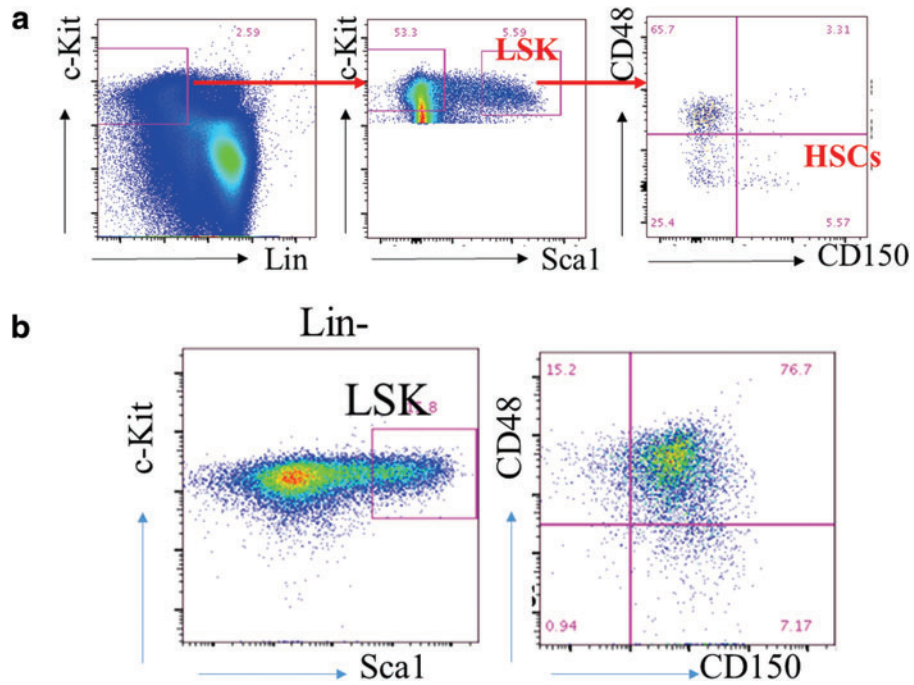 a
c-Kit
2.59
Lin
c-Kit
53.3
5.59
LSK
Sca1
CD48
65.7
3.31
HSCs
25.4
5.57
CD150
b
Lin-
c-Kit
LSK
Sca1
CD48
15.2
76.7
0.94
7.17
CD150